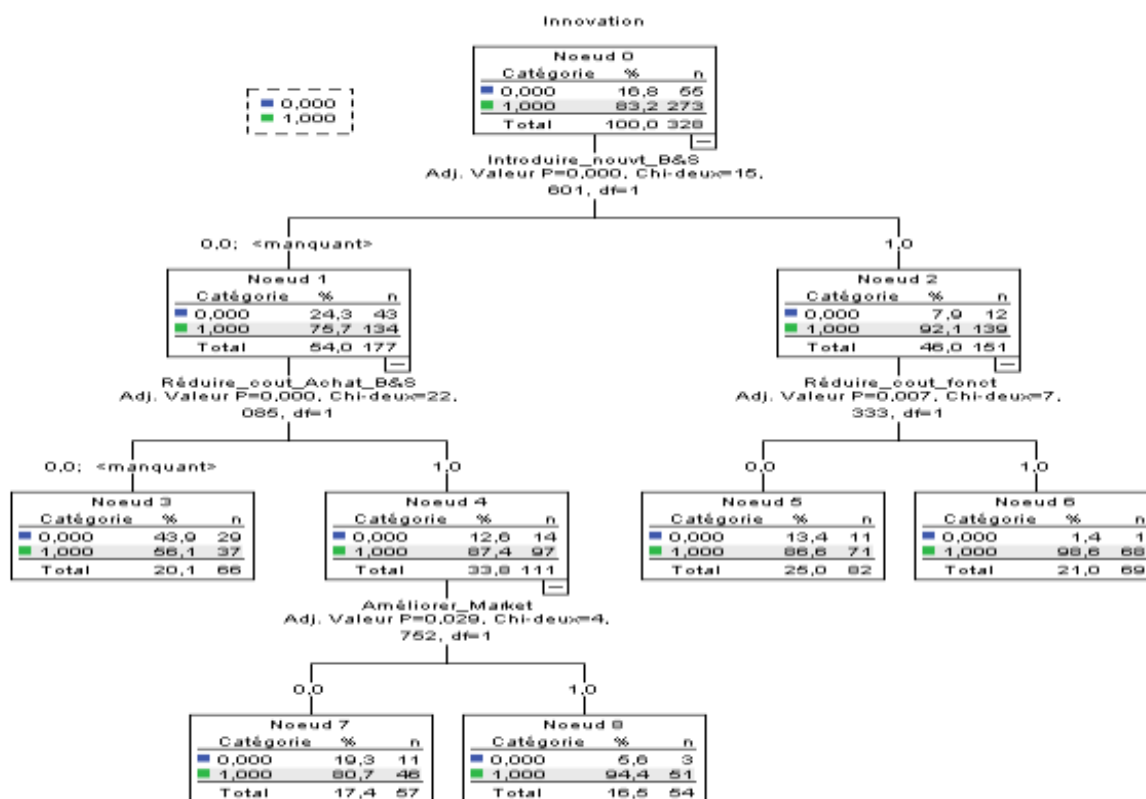 Innovation
Noeud 0
Catégorie % n
0,000 16,8 55
1,000 83,2 273
Total 100,0 328
0,000
1,000
Introduire_nouvt_B&S
Adj. Valeur P=0,000, Chi-deux=15,
601, df=1
0,0; <manquant>
1,0
Noeud 1
Catégorie % n
0,000 24,3 43
1,000 75,7 134
Total 54,0 177
Noeud 2
Catégorie % n
0,000 7,9 12
1,000 92,1 139
Total 46,0 151
Réduire_cout_Achat_B&S
Adj. Valeur P=0,000, Chi-deux=22,
085, df=1
Réduire_cout_fonct
Adj. Valeur P=0,007, Chi-deux=7,
333, df=1
0,0; <manquant>
1,0
0,0
1,0
Noeud 3
Catégorie % n
0,000 43,9 29
1,000 56,1 37
Total 20,1 66
Noeud 4
Catégorie % n
0,000 12,6 14
1,000 87,4 97
Total 33,8 111
Noeud 5
Catégorie % n
0,000 13,4 11
1,000 86,6 71
Total 25,0 82
Noeud 6
Catégorie % n
0,000 1,4 1
1,000 98,6 68
Total 21,0 69
Améliorer_Market
Adj. Valeur P=0,029, Chi-deux=4,
752, df=1
0,0
1,0
Noeud 7
Catégorie % n
0,000 19,3 11
1,000 80,7 46
Total 17,4 57
Noeud 8
Catégorie % n
0,000 5,6 3
1,000 94,4 51
Total 16,5 54